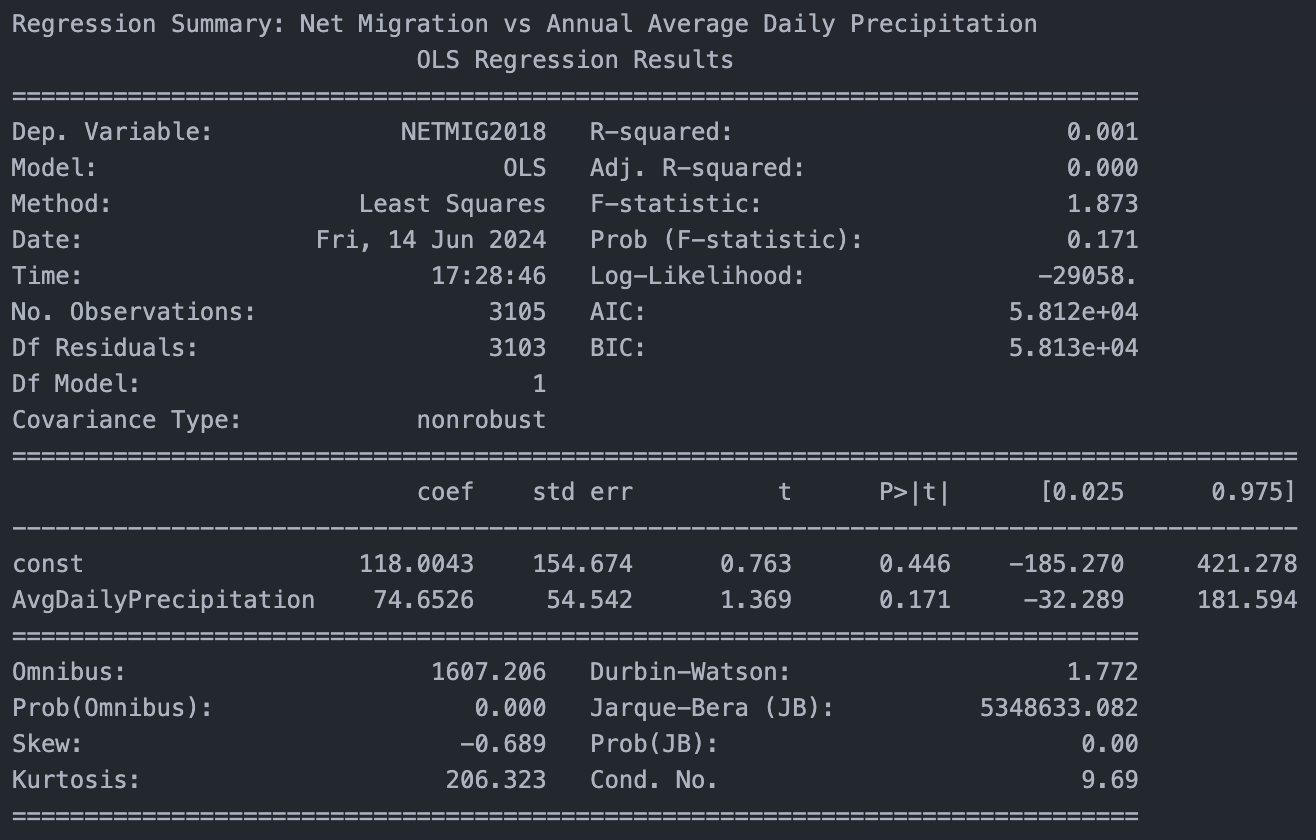 Regression Summary: Net Migration vs Annual Average Daily Precipitation
                            OLS Regression Results
==============================================================================
Dep. Variable:             NETMIG2018   R-squared:                       0.001
Model:                            OLS   Adj. R-squared:                  0.000
Method:                 Least Squares   F-statistic:                     1.873
Date:                Fri, 14 Jun 2024   Prob (F-statistic):              0.171
Time:                        17:28:46   Log-Likelihood:                -29058.
No. Observations:                3105   AIC:                         5.812e+04
Df Residuals:                    3103   BIC:                         5.813e+04
Df Model:                           1
Covariance Type:            nonrobust
=========================================================================================
                            coef    std err          t      P>|t|      [0.025      0.975]
-----------------------------------------------------------------------------------------
const                   118.0043    154.674      0.763      0.446    -185.270     421.278
AvgDailyPrecipitation    74.6526     54.542      1.369      0.171     -32.289     181.594
==============================================================================
Omnibus:                     1607.206   Durbin-Watson:                   1.772
Prob(Omnibus):                  0.000   Jarque-Bera (JB):          5348633.082
Skew:                          -0.689   Prob(JB):                         0.00
Kurtosis:                     206.323   Cond. No.                         9.69
==============================================================================